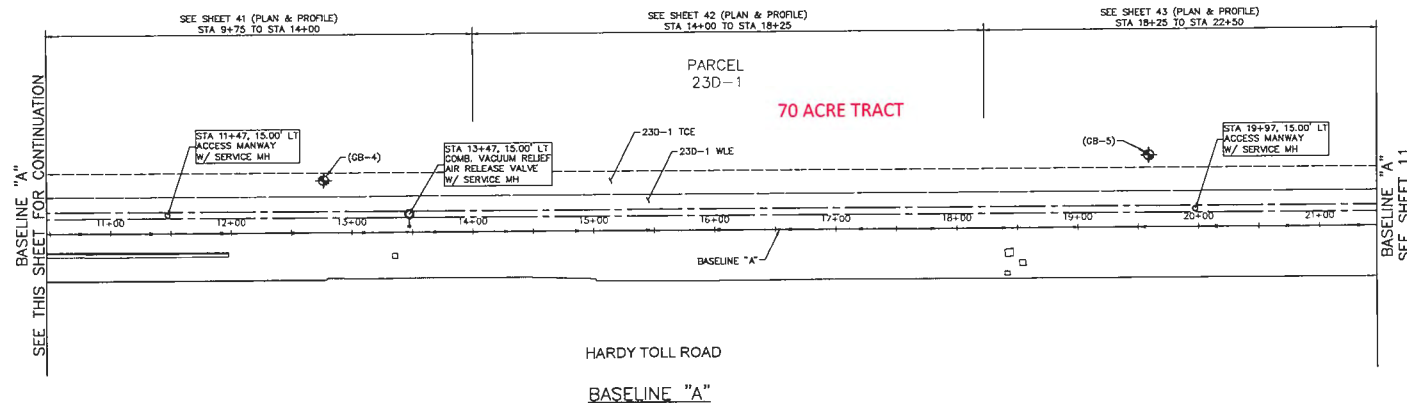 SEE SHEET 41 (PLAN & PROFILE)
STA 9+75 TO STA 14+00
SEE SHEET 42 (PLAN & PROFILE)
STA 14+00 TO STA 18+25
SEE SHEET 43 (PLAN & PROFILE)
STA 18+25 TO STA 22+50
PARCEL
23D-1
70 ACRE TRACT
BASELINE "A"
SEE THIS SHEET FOR CONTINUATION
STA 11+47, 15.00' LT
ACCESS MANWAY
W/ SERVICE MH
(GB-4)
STA 13+47, 15.00' LT
COMB. VACUUM RELIEF
AIR RELEASE VALVE
W/ SERVICE MH
23D-1 TCE
23D-1 WLE
(GB-5)
STA 19+97, 15.00' LT
ACCESS MANWAY
W/ SERVICE MH
BASELINE "A"
SEE SHEET 11
11+00
12+00
13+00
14+00
15+00
16+00
17+00
18+00
19+00
20+00
21+00
BASELINE "A"
HARDY TOLL ROAD
BASELINE "A"